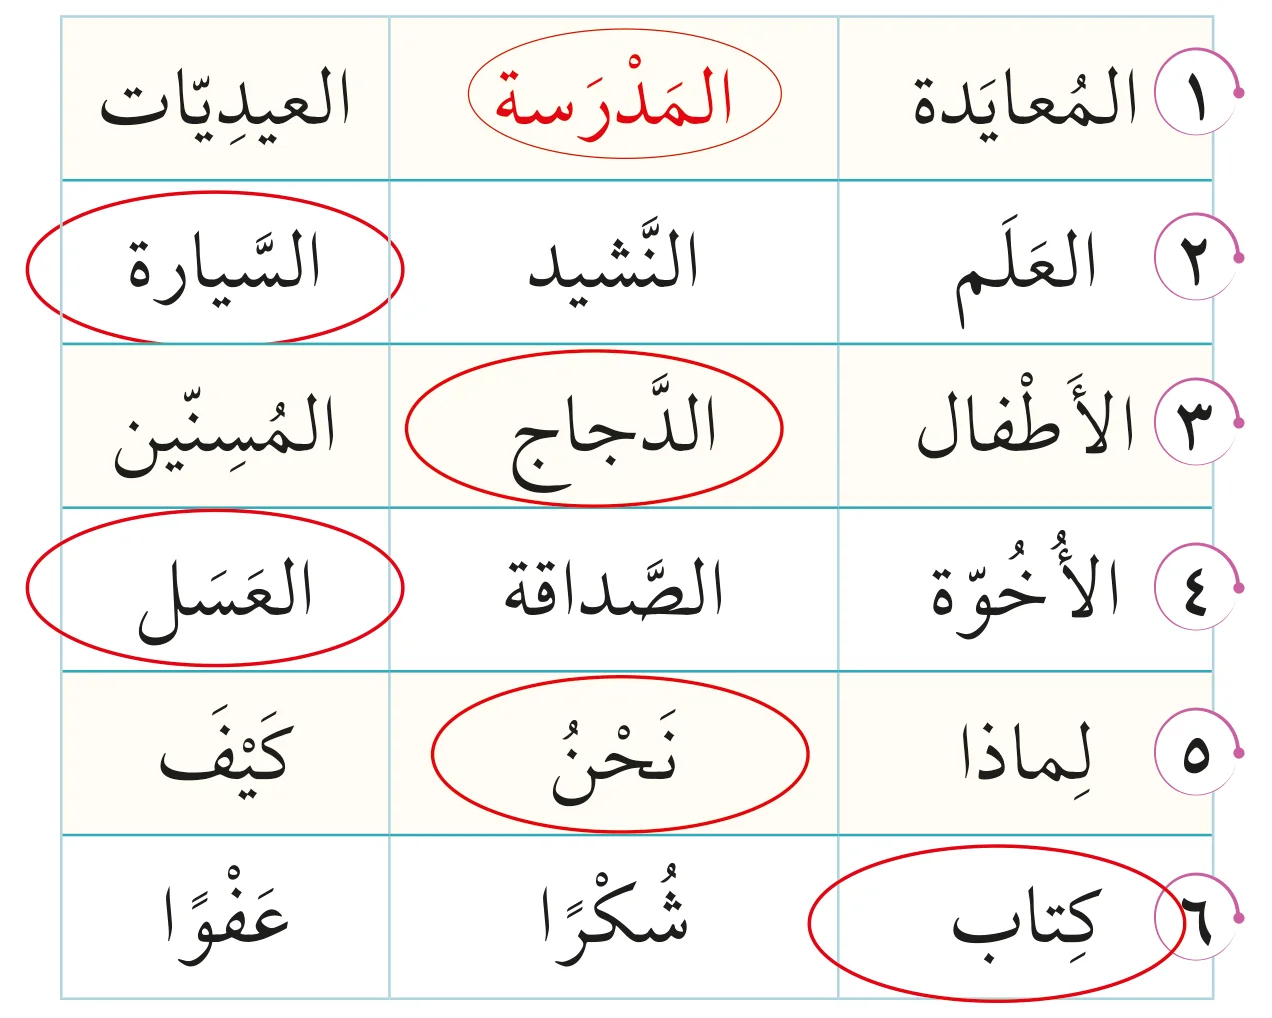 ١ المُعايَدة المَدْرَسة العيدِيّات
٢ العَلَم النَّشيد السَّيارة
٣ الأَطْفال الدَّجاج المُسِنّين
٤ الأُخُوّة الصَّداقة العَسَل
٥ لِماذا نَحْنُ كَيْفَ
٦ كِتاب شُكْرًا عَفْوًا